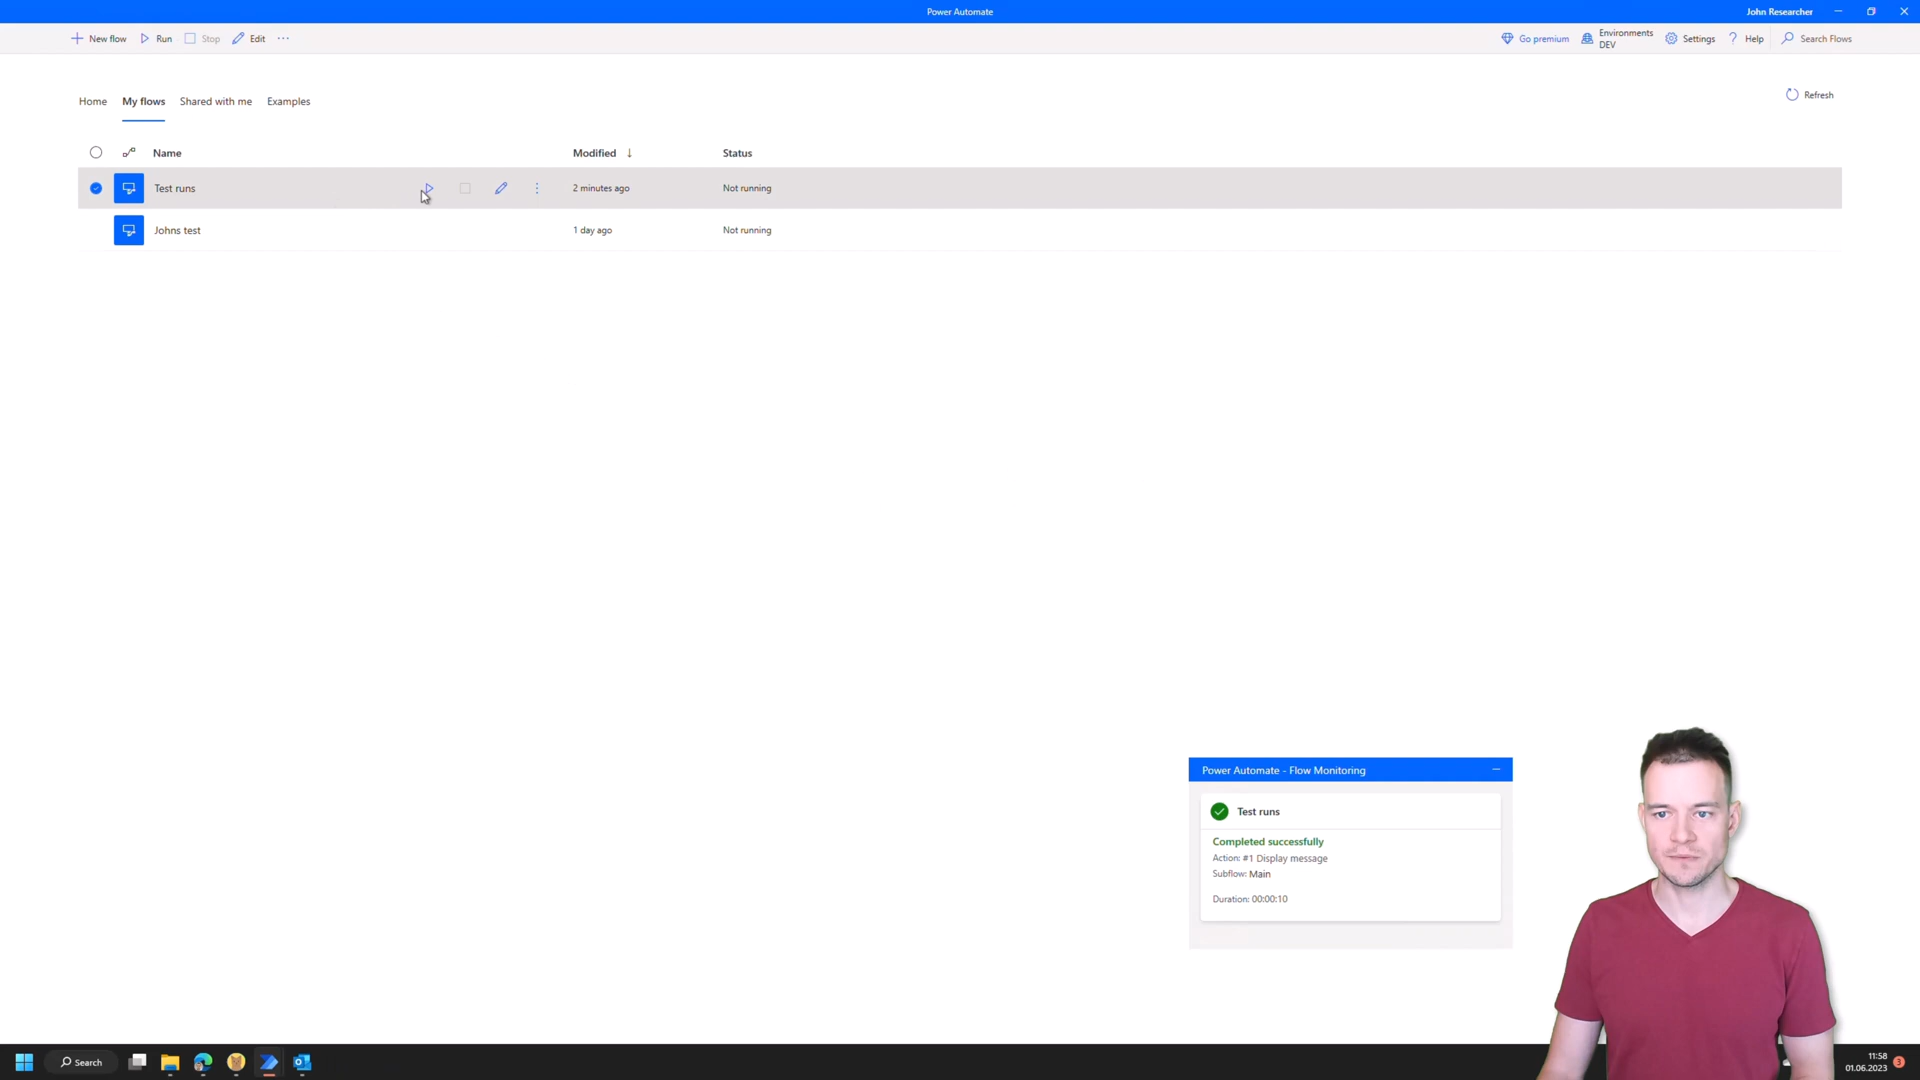 Power Automate
John Researcher
New flow Run Stop Edit ···
Go premium
Environments
DEV
Settings ? Help Search Flows
Home My flows Shared with me Examples
Refresh
Name Modified ↓ Status
Test runs 2 minutes ago Not running
Johns test 1 day ago Not running
Power Automate - Flow Monitoring
Test runs
Completed successfully
Action: #1 Display message
Subflow: Main
Duration: 00:00:10
Search
11:58
01.06.2023
3